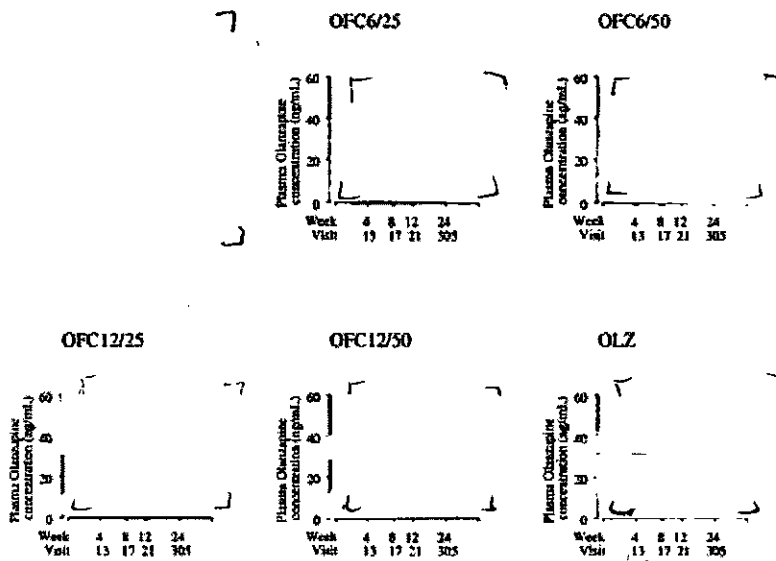 OFC6/25
OFC6/50
Plasma Olanzapine
concentration (ng/mL)
60
40
20
0
Week 4 8 12 24
Visit 13 17 21 305
Plasma Olanzapine
concentration (ng/mL)
60
40
20
0
Week 4 8 12 24
Visit 13 17 21 305
OFC12/25
OFC12/50
OLZ
Plasma Olanzapine
concentration (ng/mL)
60
40
20
0
Week 4 8 12 24
Visit 13 17 21 305
Plasma Olanzapine
concentration (ng/mL)
60
40
20
0
Week 4 8 12 24
Visit 13 17 21 305
Plasma Olanzapine
concentration (ng/mL)
60
40
20
0
Week 4 8 12 24
Visit 13 17 21 305